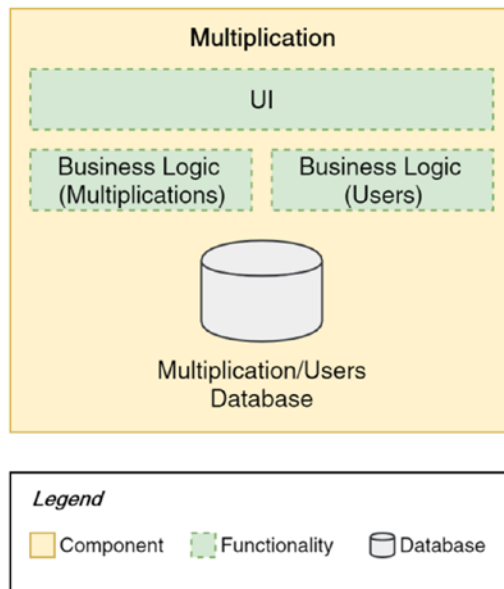 Multiplication
UI
Business Logic
(Multiplications)
Business Logic
(Users)
Multiplication/Users
Database
Legend
Component
Functionality
Database